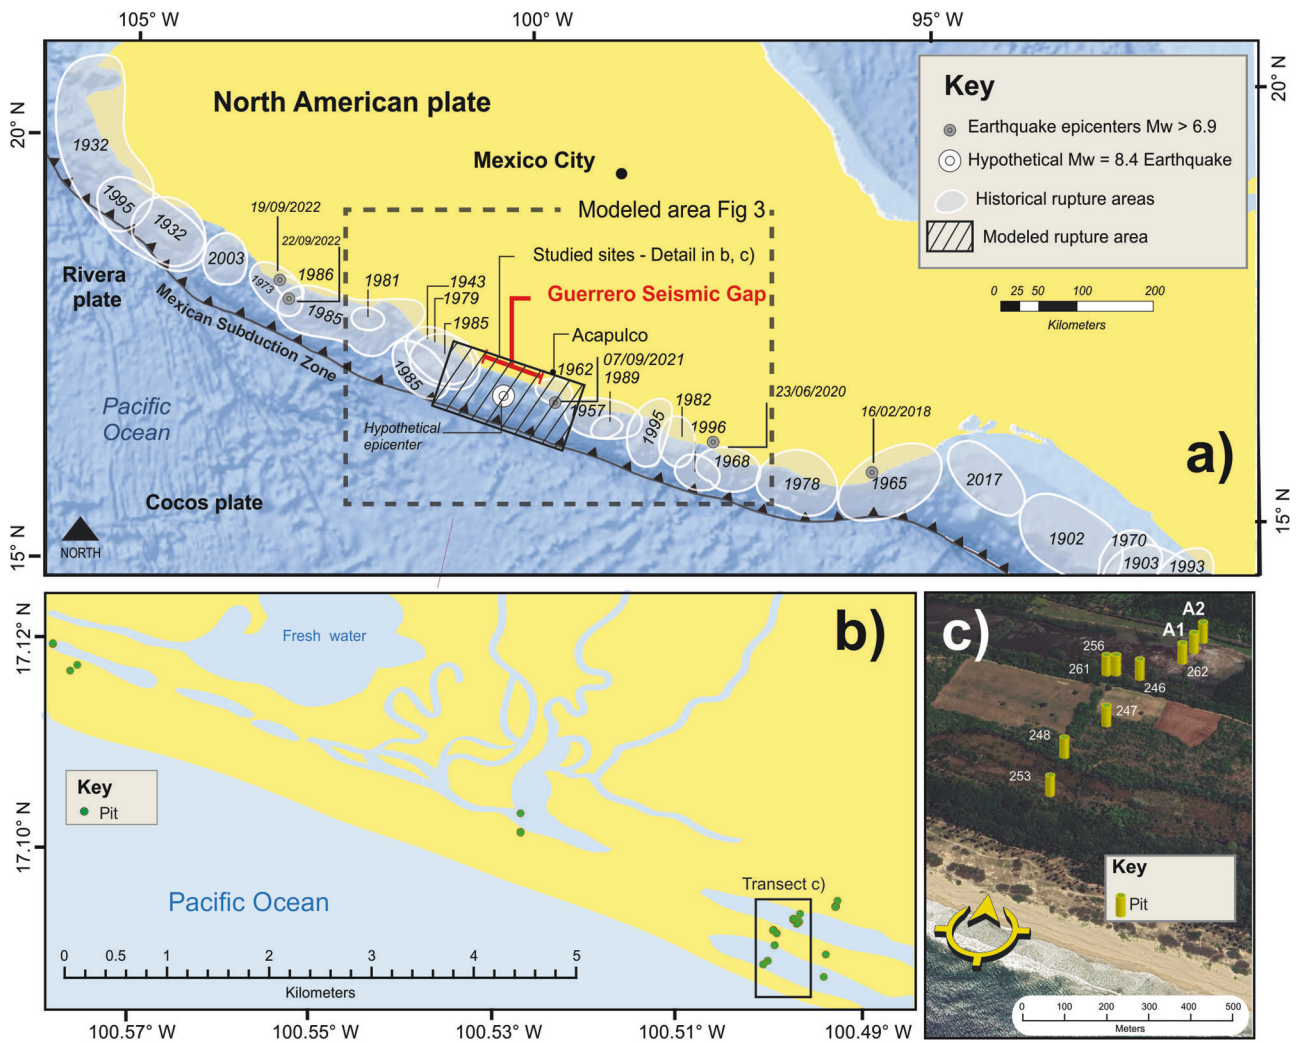 105° W
100° W
95° W
20° N
20° N
15° N
15° N
North American plate
Mexico City
Key
Earthquake epicenters Mw > 6.9
Hypothetical Mw = 8.4 Earthquake
Historical rupture areas
Modeled rupture area
0 25 50 100 200
Kilometers
1932
1995
1932
2003
19/09/2022
22/09/2022
1973
1986
1985
1981
Modeled area Fig 3
Studied sites - Detail in b, c)
Guerrero Seismic Gap
1943
1979
1985
1985
Acapulco
1962
07/09/2021
1989
1957
1995
1982
1996
1968
23/06/2020
16/02/2018
1978
1965
2017
1902
1970
1903
1993
Rivera
plate
Mexican Subduction Zone
Pacific
Ocean
Cocos plate
Hypothetical
epicenter
NORTH
a)
b)
17.12° N
17.10° N
Fresh water
Key
Pit
Pacific Ocean
Transect c)
0 0.5 1 2 3 4 5
Kilometers
100.57° W
100.55° W
100.53° W
100.51° W
100.49° W
c)
A2
A1
256
261
262
246
247
248
253
Key
Pit
0 100 200 300 400 500
Meters